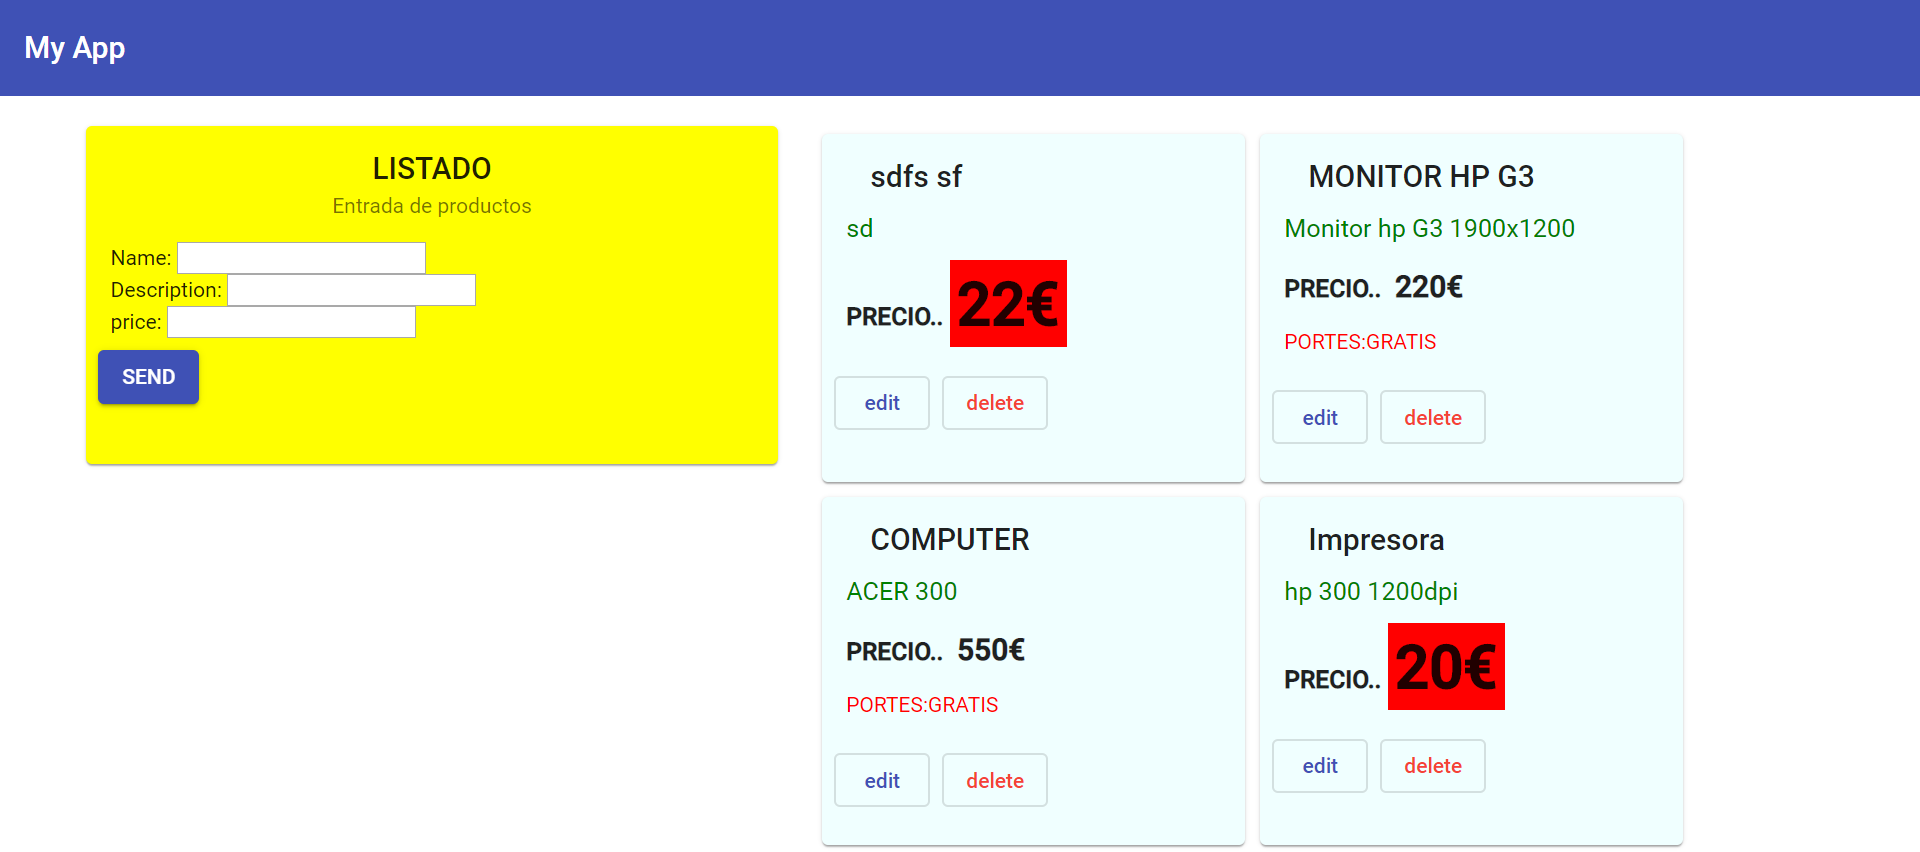 My App
LISTADO
Entrada de productos
Name:
Description:
price:
SEND
sdfs sf
sd
PRECIO.. 22€
edit delete
MONITOR HP G3
Monitor hp G3 1900x1200
PRECIO.. 220€
PORTES:GRATIS
edit delete
COMPUTER
ACER 300
PRECIO.. 550€
PORTES:GRATIS
edit delete
Impresora
hp 300 1200dpi
PRECIO.. 20€
edit delete